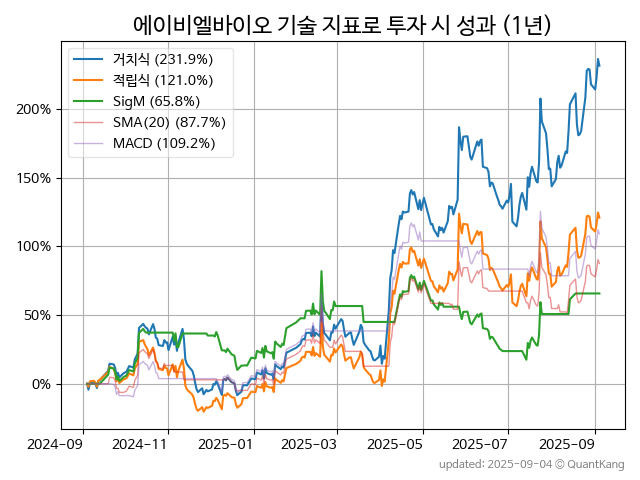 에이비엘바이오 기술 지표로 투자 시 성과 (1년)
거치식 (231.9%)
적립식 (121.0%)
SigM (65.8%)
SMA(20) (87.7%)
MACD (109.2%)
200%
150%
100%
50%
0%
2024-09 2024-11 2025-01 2025-03 2025-05 2025-07 2025-09
updated: 2025-09-04 © QuantKang